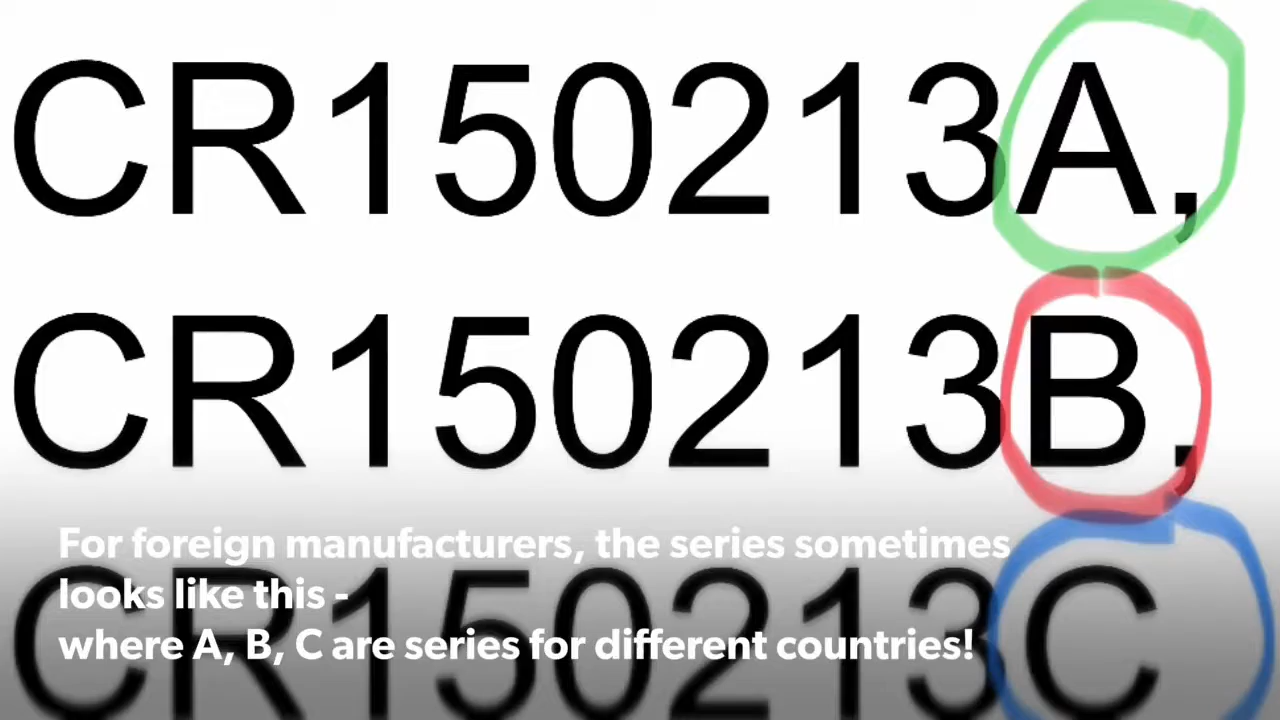 CR150213A,
CR150213B,
For foreign manufacturers, the series sometimes
looks like this -
where A, B, C are series for different countries!
CR150213C